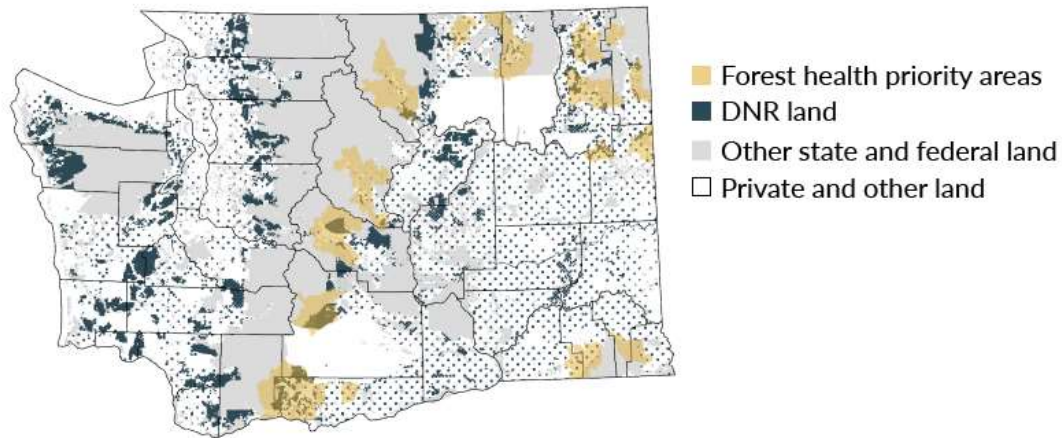 Forest health priority areas
DNR land
Other state and federal land
Private and other land